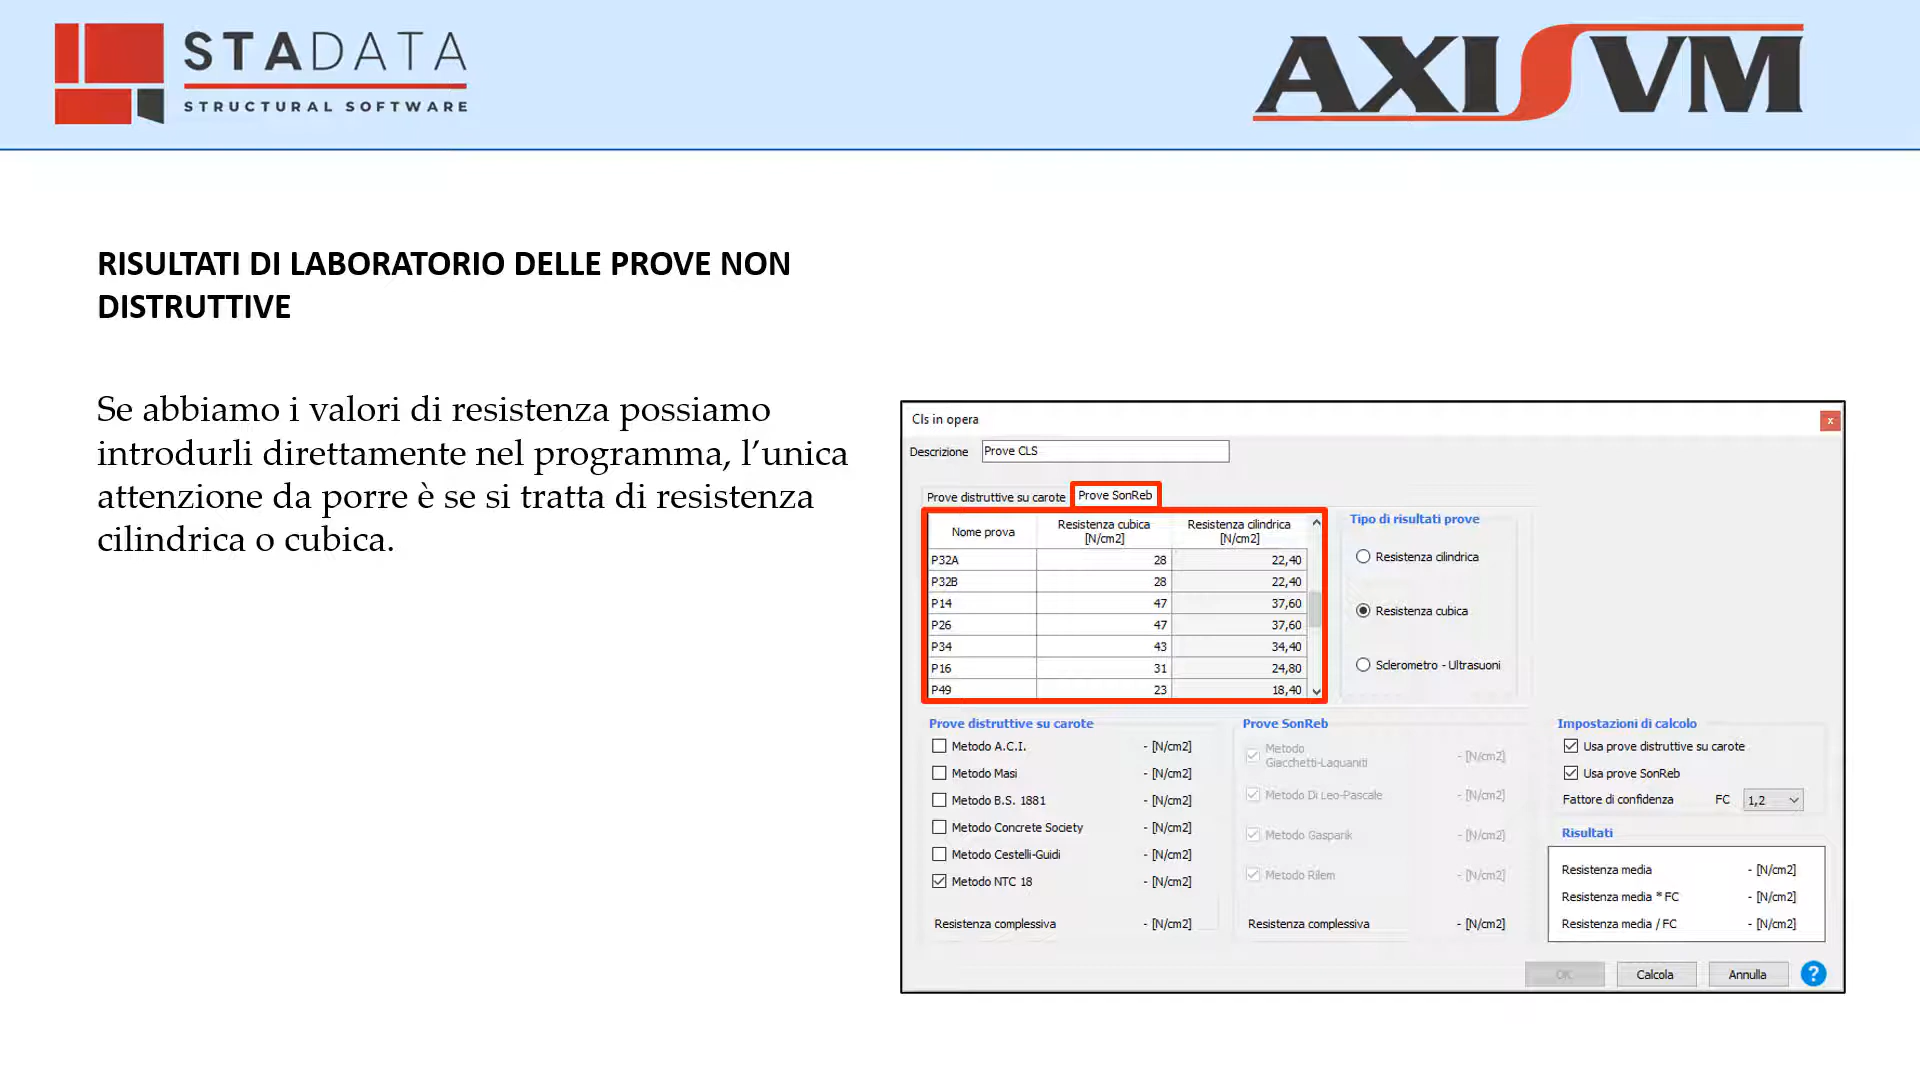 STADATA
STRUCTURAL SOFTWARE
AXISVM
RISULTATI DI LABORATORIO DELLE PROVE NON
DISTRUTTIVE
Se abbiamo i valori di resistenza possiamo
introdurli direttamente nel programma, l’unica
attenzione da porre è se si tratta di resistenza
cilindrica o cubica.
Cls in opera
x
Descrizione Prove CLS
Prove distruttive su carote Prove SonReb
Nome prova Resistenza cubica [N/cm2] Resistenza cilindrica [N/cm2]
P32A 28 22,40
P32B 28 22,40
P14 47 37,60
P26 47 37,60
P34 43 34,40
P16 31 24,80
P49 23 18,40
Tipo di risultati prove
Resistenza cilindrica
Resistenza cubica
Sclerometro - Ultrasuoni
Prove distruttive su carote
Metodo A.C.I. - [N/cm2]
Metodo Masi - [N/cm2]
Metodo B.S. 1881 - [N/cm2]
Metodo Concrete Society - [N/cm2]
Metodo Cestelli-Guidi - [N/cm2]
Metodo NTC 18 - [N/cm2]
Resistenza complessiva - [N/cm2]
Prove SonReb
Metodo
Giacchetti-Laquaniti - [N/cm2]
Metodo Di Leo-Pascale - [N/cm2]
Metodo Gasparik - [N/cm2]
Metodo Rilem - [N/cm2]
Resistenza complessiva - [N/cm2]
Impostazioni di calcolo
Usa prove distruttive su carote
Usa prove SonReb
Fattore di confidenza FC 1,2
Risultati
Resistenza media - [N/cm2]
Resistenza media * FC - [N/cm2]
Resistenza media / FC - [N/cm2]
OK Calcola Annulla ?